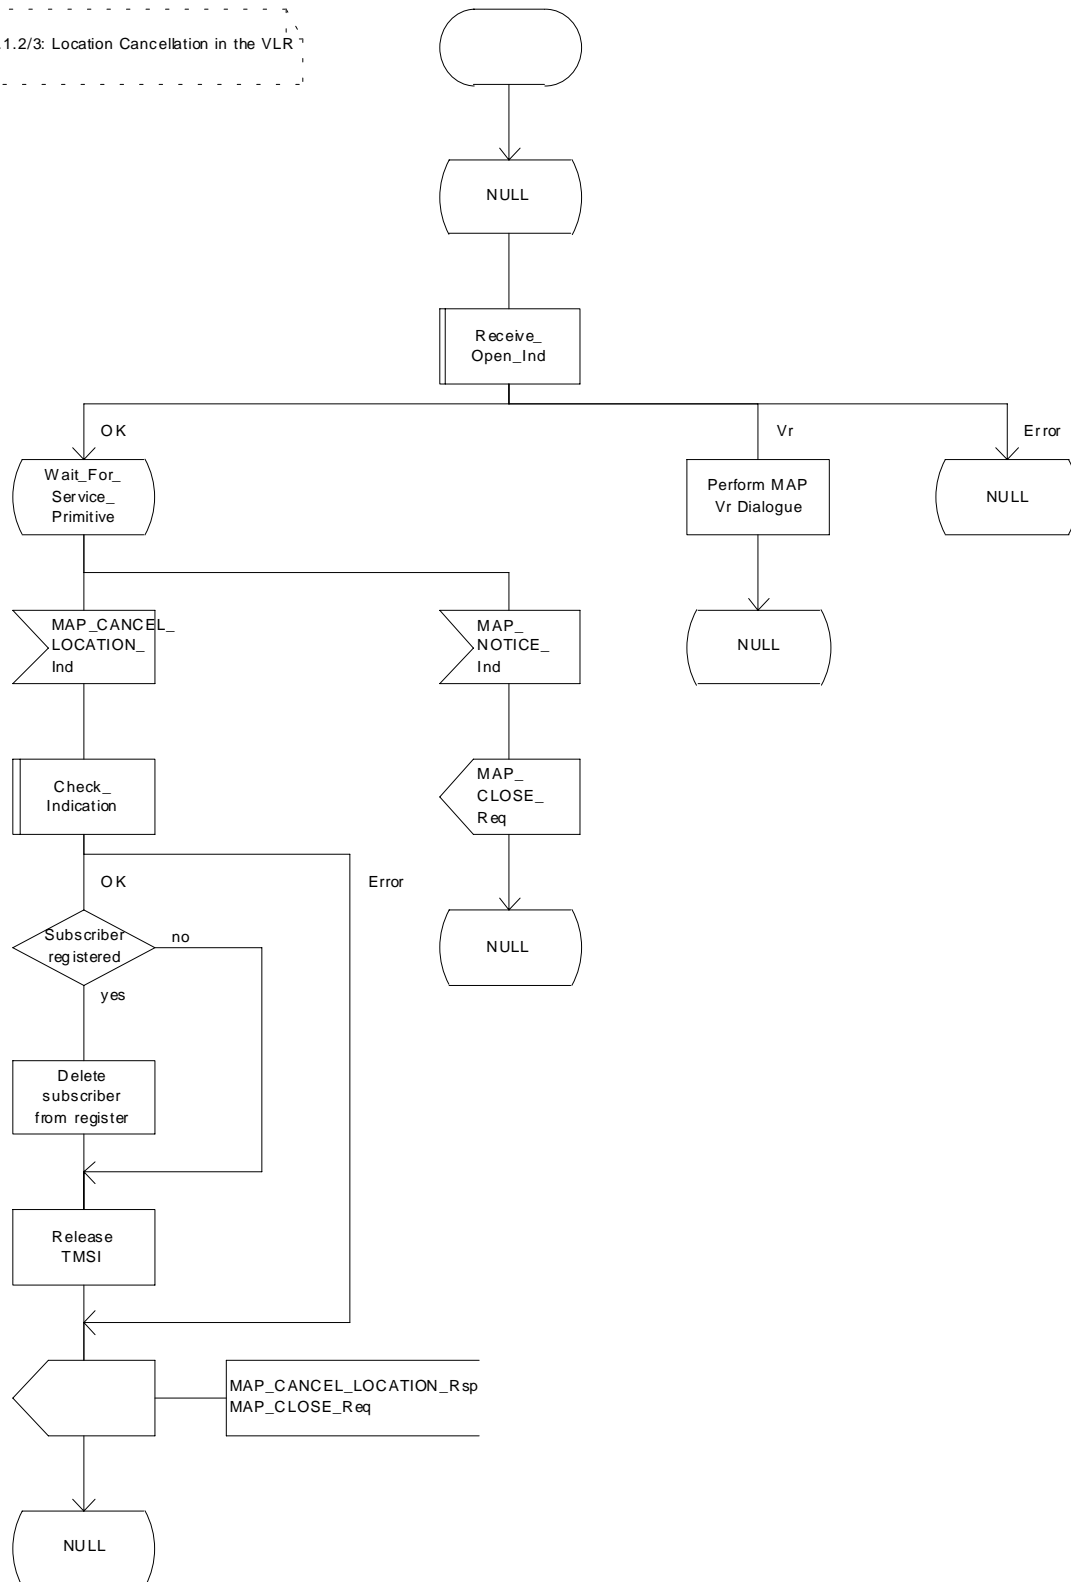 .1.2/3: Location Cancellation in the VLR
NULL
Receive_
Open_Ind
OK
Vr
Error
Wait_For_
Service_
Primitive
Perform MAP
Vr Dialogue
NULL
MAP_CANCEL_
LOCATION_
Ind
MAP_
NOTICE_
Ind
NULL
Check_
Indication
MAP_
CLOSE_
Req
OK
Error
Subscriber
registered
no
yes
NULL
Delete
subscriber
from register
Release
TMSI
MAP_CANCEL_LOCATION_Rsp
MAP_CLOSE_Req
NULL